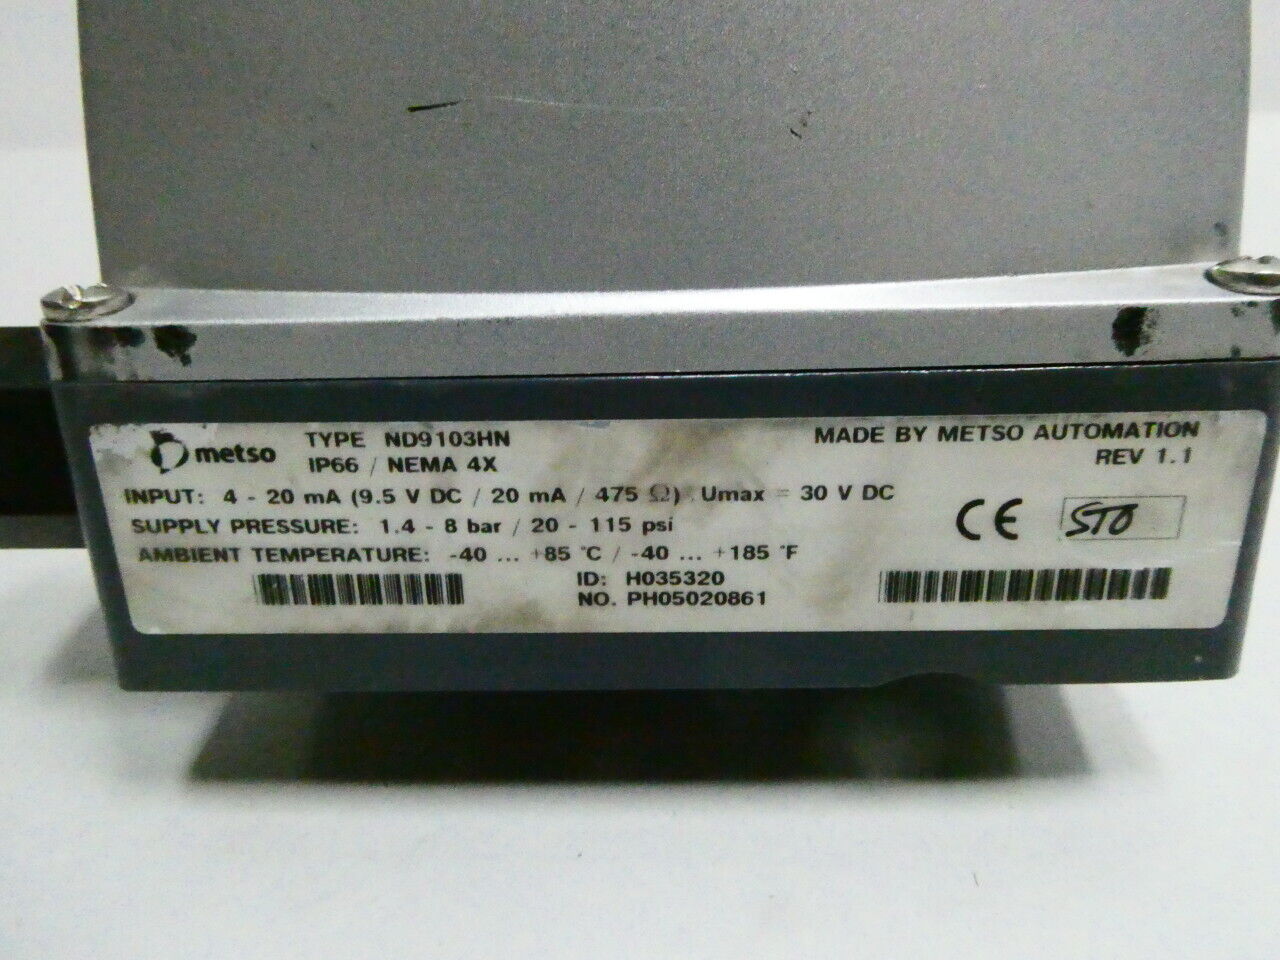 metso
TYPE ND9103HN
IP66 / NEMA 4X
MADE BY METSO AUTOMATION
REV 1.1
INPUT: 4 - 20 mA (9.5 V DC / 20 mA / 475 Ω). Umax = 30 V DC
SUPPLY PRESSURE: 1.4 - 8 bar / 20 - 115 psi
AMBIENT TEMPERATURE: -40 ... +85 °C / -40 ... +185 °F
CE
STO
ID: H035320
NO. PH05020861